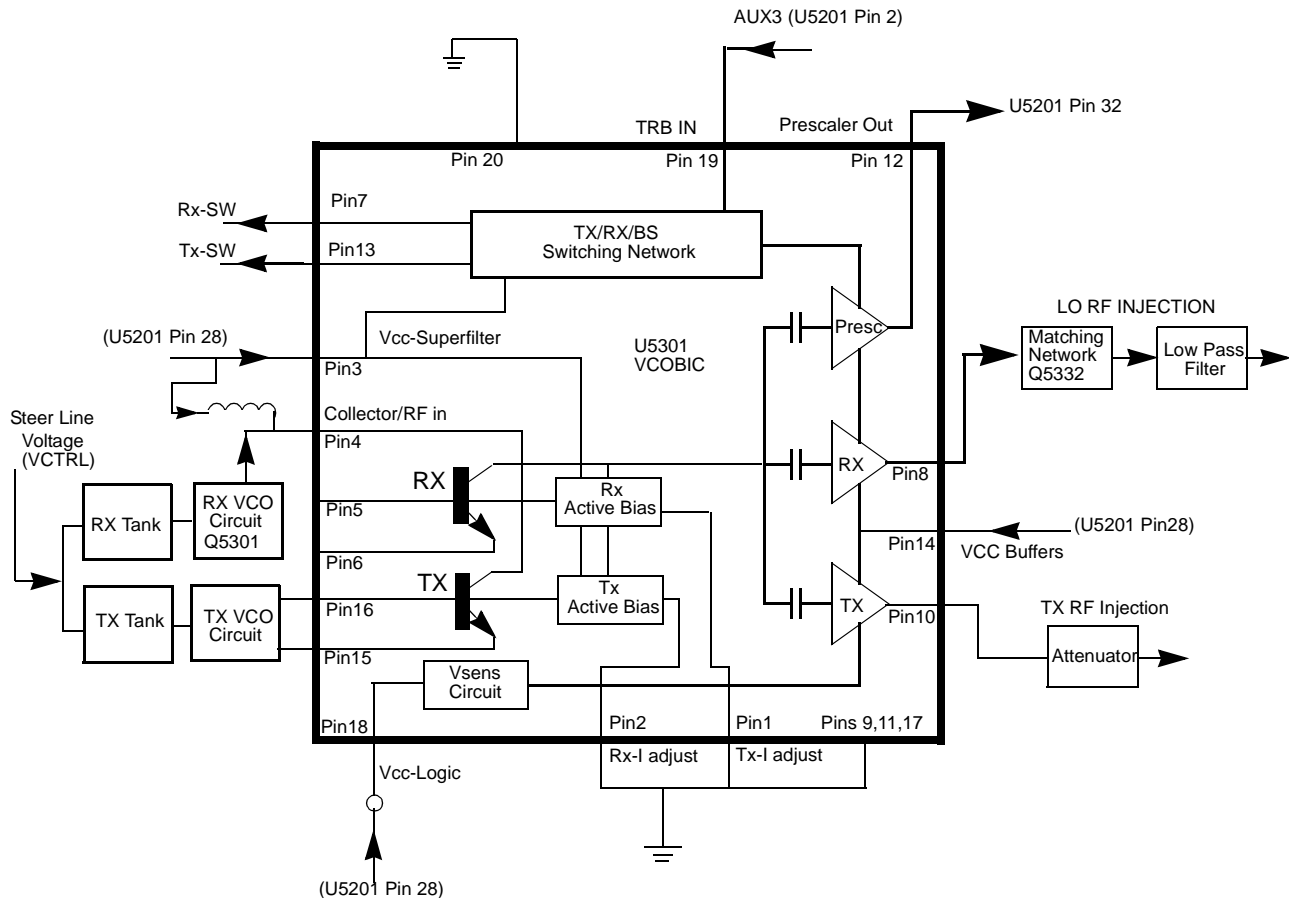 AUX3 (U5201 Pin 2)
U5201 Pin 32
TRB IN
Prescaler Out
Pin 20
Pin 19
Pin 12
Rx-SW
Pin7
Tx-SW
Pin13
TX/RX/BS
Switching Network
LO RF INJECTION
Presc
Matching
Network
Q5332
Low Pass
Filter
(U5201 Pin 28)
Vcc-Superfilter
U5301
VCOBIC
Pin3
Collector/RF in
Pin4
Steer Line
Voltage
(VCTRL)
RX
Rx
Active Bias
RX
Pin8
RX Tank
RX VCO
Circuit
Q5301
Pin5
Pin6
(U5201 Pin28)
Pin14
VCC Buffers
TX
Tx
Active Bias
TX
Pin10
TX Tank
TX VCO
Circuit
Pin16
Pin15
TX RF Injection
Attenuator
Vsens
Circuit
Pin18
Pin2
Pin1
Pins 9,11,17
Rx-I adjust
Tx-I adjust
Vcc-Logic
(U5201 Pin 28)